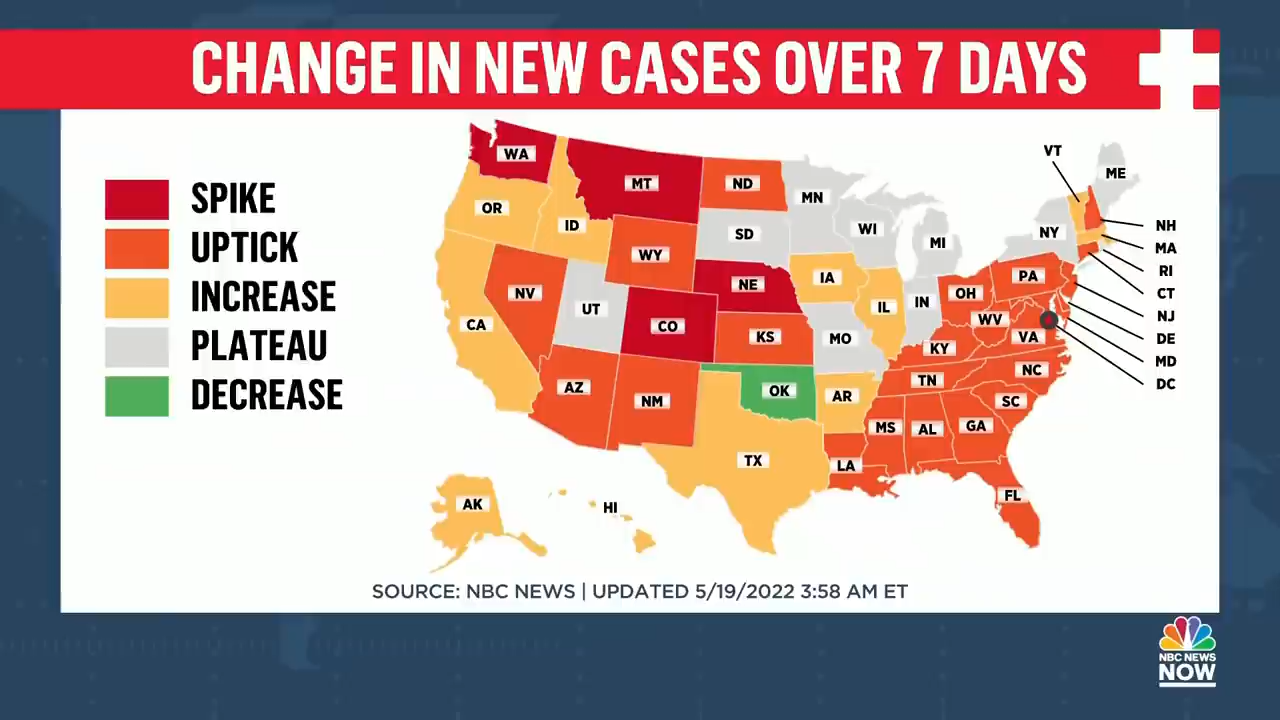 CHANGE IN NEW CASES OVER 7 DAYS
SPIKE
UPTICK
INCREASE
PLATEAU
DECREASE
WA
MT
ND
MN
VT
ME
OR
ID
WY
SD
WI
MI
NY
NH
MA
RI
CT
NJ
DE
MD
DC
NV
UT
CO
NE
IA
IL
IN
OH
PA
CA
KS
MO
KY
WV
VA
AZ
NM
OK
AR
TN
NC
SC
TX
LA
MS
AL
GA
FL
AK
HI
SOURCE: NBC NEWS | UPDATED 5/19/2022 3:58 AM ET
NBC NEWS
NOW